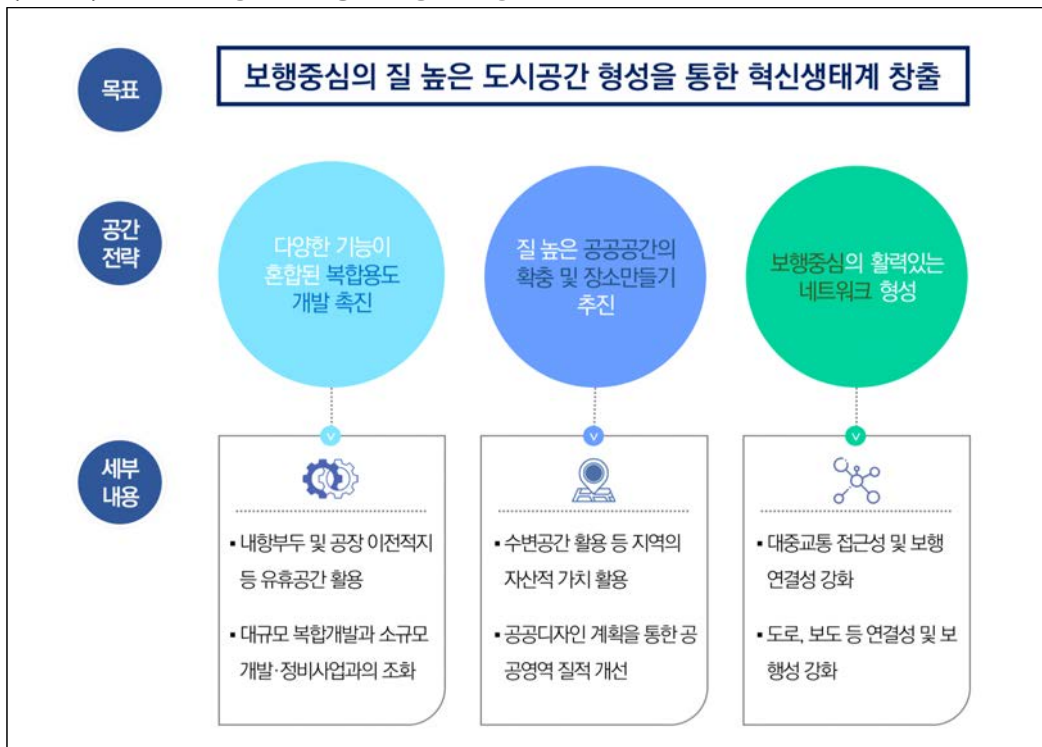 목표
보행중심의 질 높은 도시공간 형성을 통한 혁신생태계 창출
공간
전략
다양한 기능이
혼합된 복합용도
개발 촉진
질 높은 공공공간의
확충 및 장소만들기
추진
보행중심의 활력있는
네트워크 형성
세부
내용
▪ 내항부두 및 공장 이전적지
등 유휴공간 활용
▪ 대규모 복합개발과 소규모
개발·정비사업과의 조화
▪ 수변공간 활용 등 지역의
자산적 가치 활용
▪ 공공디자인 계획을 통한 공
공영역 질적 개선
▪ 대중교통 접근성 및 보행
연결성 강화
▪ 도로, 보도 등 연결성 및 보
행성 강화